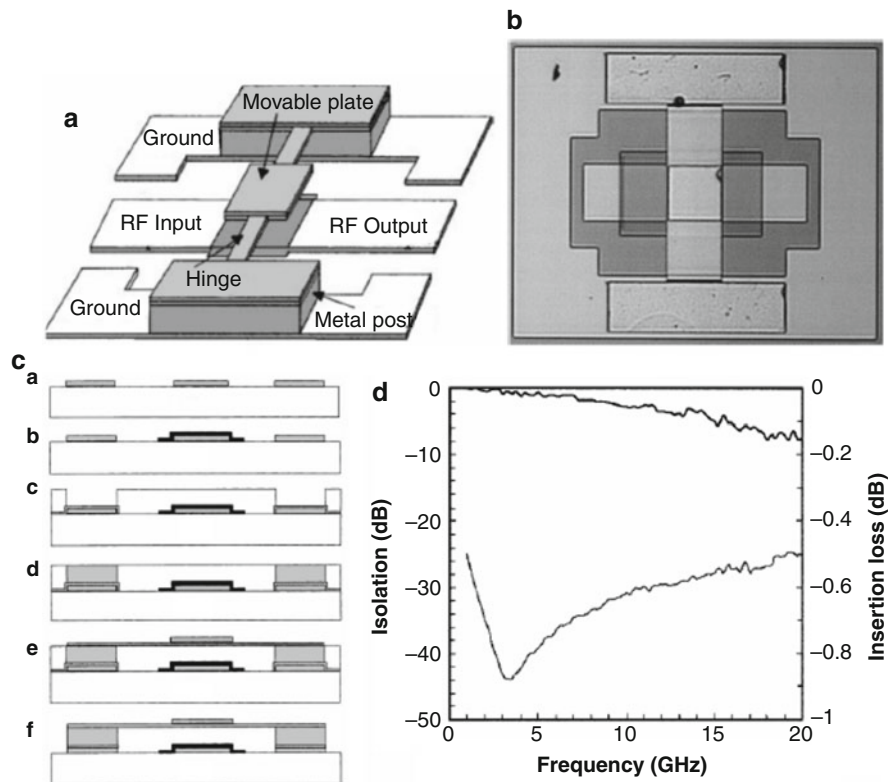 a
Movable plate
Ground
RF Input
RF Output
Hinge
Ground
Metal post
b
c
a
b
c
d
e
f
d
0
−10
−20
−30
−40
−50
Isolation (dB)
0
5
10
15
20
Frequency (GHz)
0
−0.2
−0.4
−0.6
−0.8
−1
Insertion loss (dB)